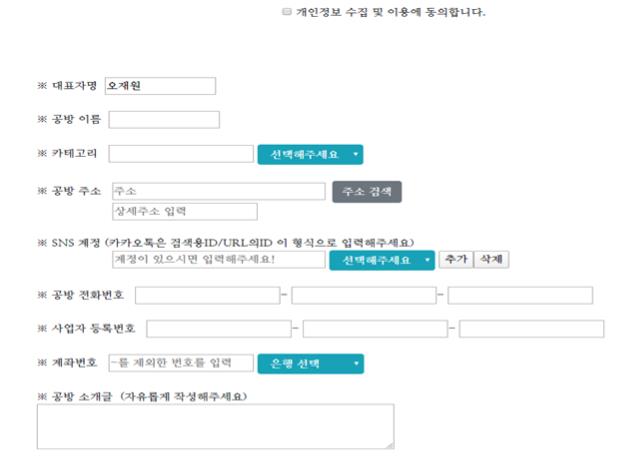 개인정보 수집 및 이용에 동의합니다.
※ 대표자명 오재원
※ 공방 이름
※ 카테고리 선택해주세요
※ 공방 주소 주소 주소 검색
상세주소 입력
※ SNS 계정 (카카오톡은 검색용ID/URL의ID 이 형식으로 입력해주세요)
계정이 있으시면 입력해주세요! 선택해주세요 추가 삭제
※ 공방 전화번호 - -
※ 사업자 등록번호 - -
※ 계좌번호 -를 제외한 번호를 입력 은행 선택
※ 공방 소개글 (자유롭게 작성해주세요)